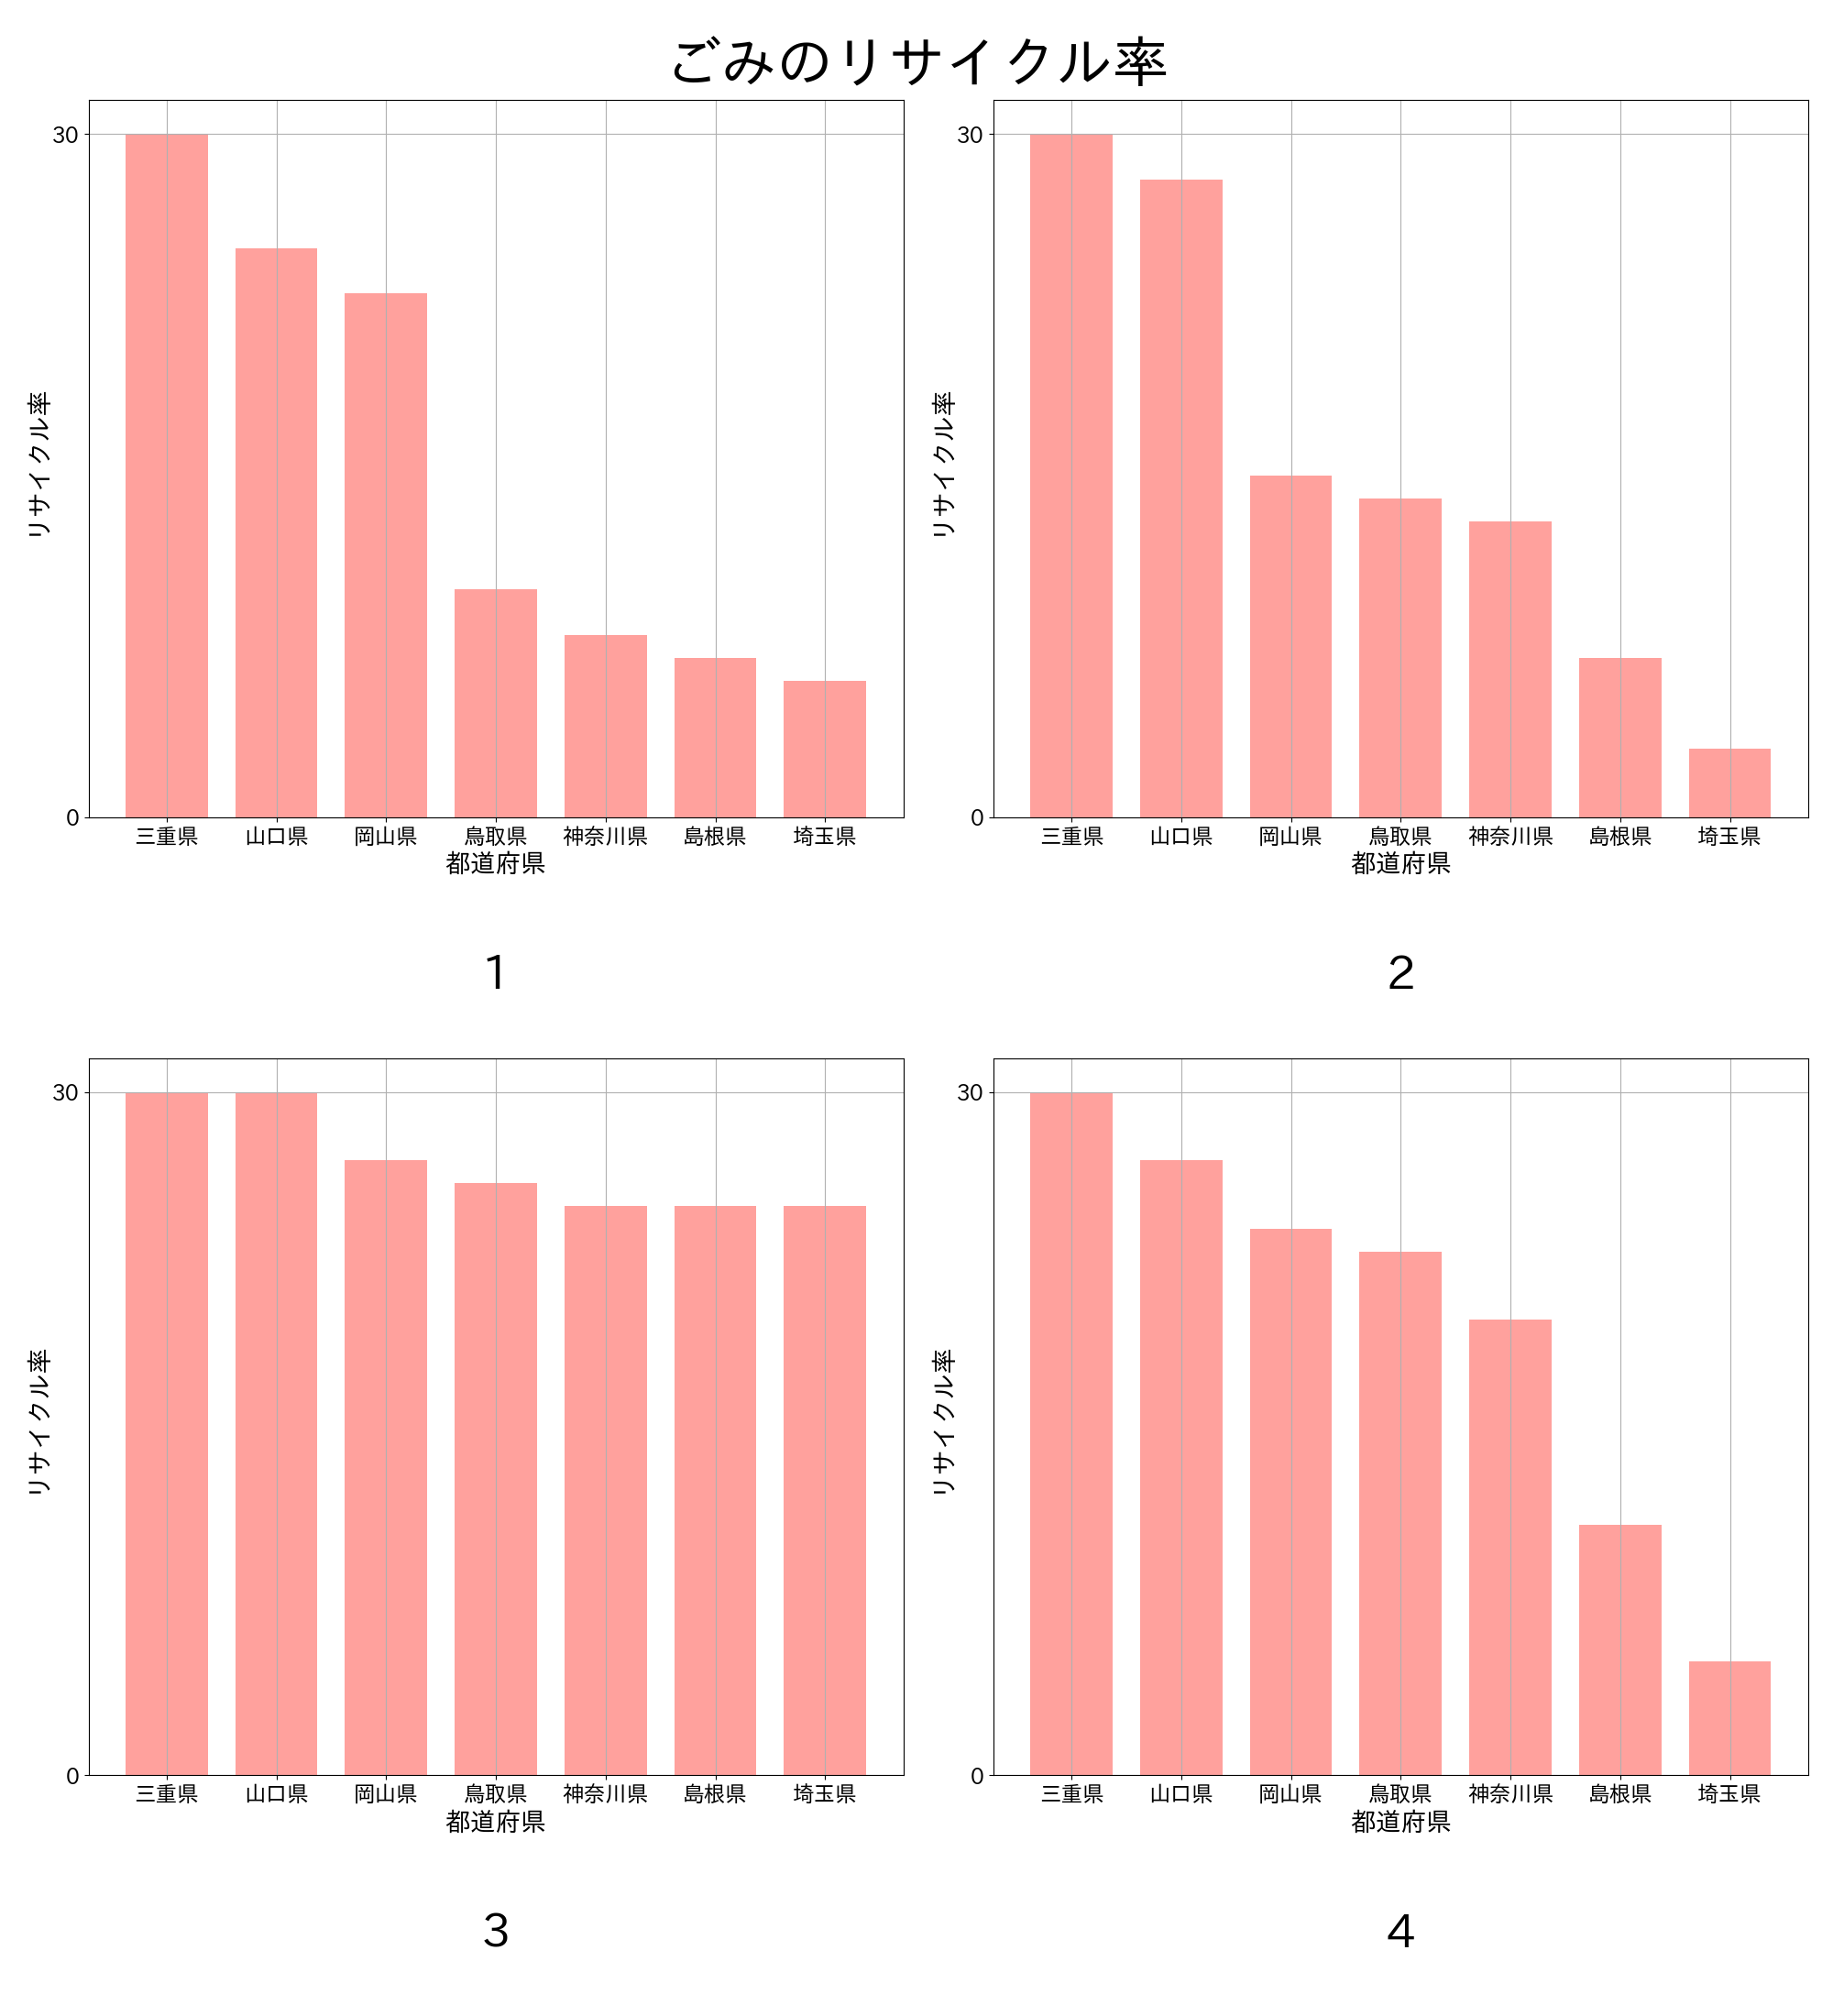 ごみのリサイクル率
30
0
リサイクル率
三重県 山口県 岡山県 鳥取県 神奈川県 島根県 埼玉県
都道府県
1
30
0
リサイクル率
三重県 山口県 岡山県 鳥取県 神奈川県 島根県 埼玉県
都道府県
2
30
0
リサイクル率
三重県 山口県 岡山県 鳥取県 神奈川県 島根県 埼玉県
都道府県
3
30
0
リサイクル率
三重県 山口県 岡山県 鳥取県 神奈川県 島根県 埼玉県
都道府県
4